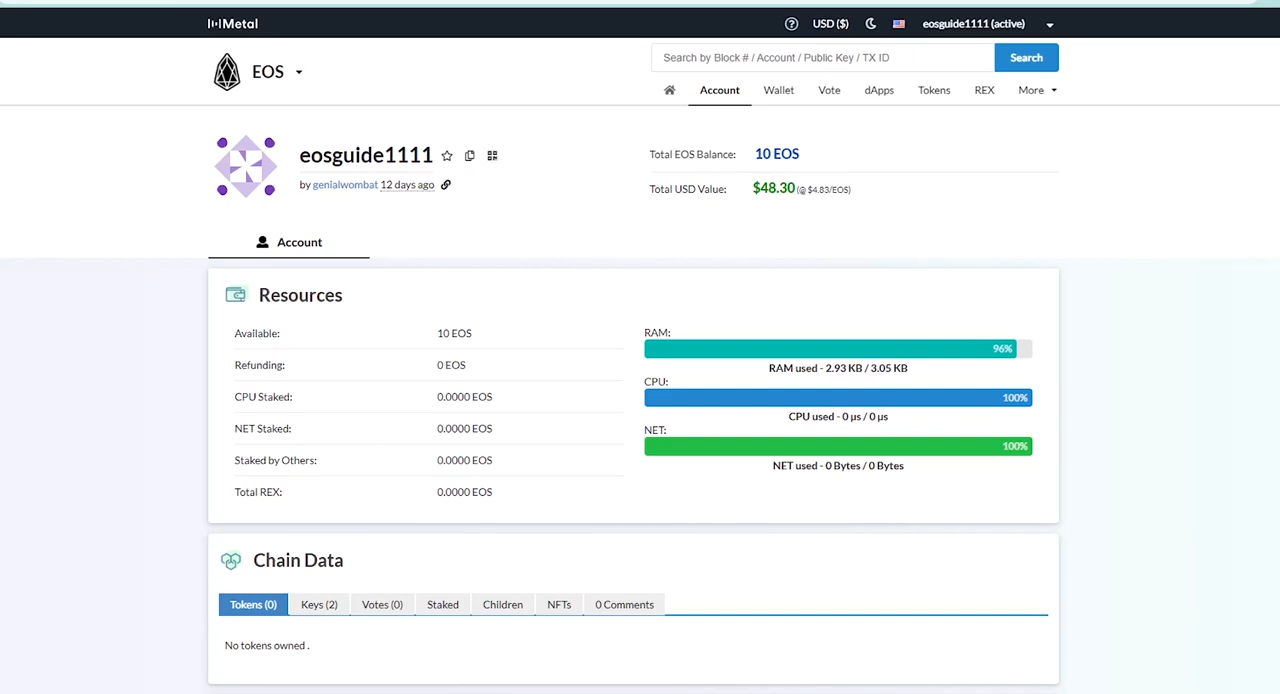 Metal
USD ($)
eosguide1111 (active)
EOS
Search by Block # / Account / Public Key / TX ID
Search
Account
Wallet
Vote
dApps
Tokens
REX
More
eosguide1111
by genialwombat 12 days ago
Total EOS Balance: 10 EOS
Total USD Value: $48.30 (@ $4.83/EOS)
Account
Resources
Available: 10 EOS
Refunding: 0 EOS
CPU Staked: 0.0000 EOS
NET Staked: 0.0000 EOS
Staked by Others: 0.0000 EOS
Total REX: 0.0000 EOS
RAM:
96%
RAM used - 2.93 KB / 3.05 KB
CPU:
100%
CPU used - 0 µs / 0 µs
NET:
100%
NET used - 0 Bytes / 0 Bytes
Chain Data
Tokens (0)
Keys (2)
Votes (0)
Staked
Children
NFTs
0 Comments
No tokens owned .